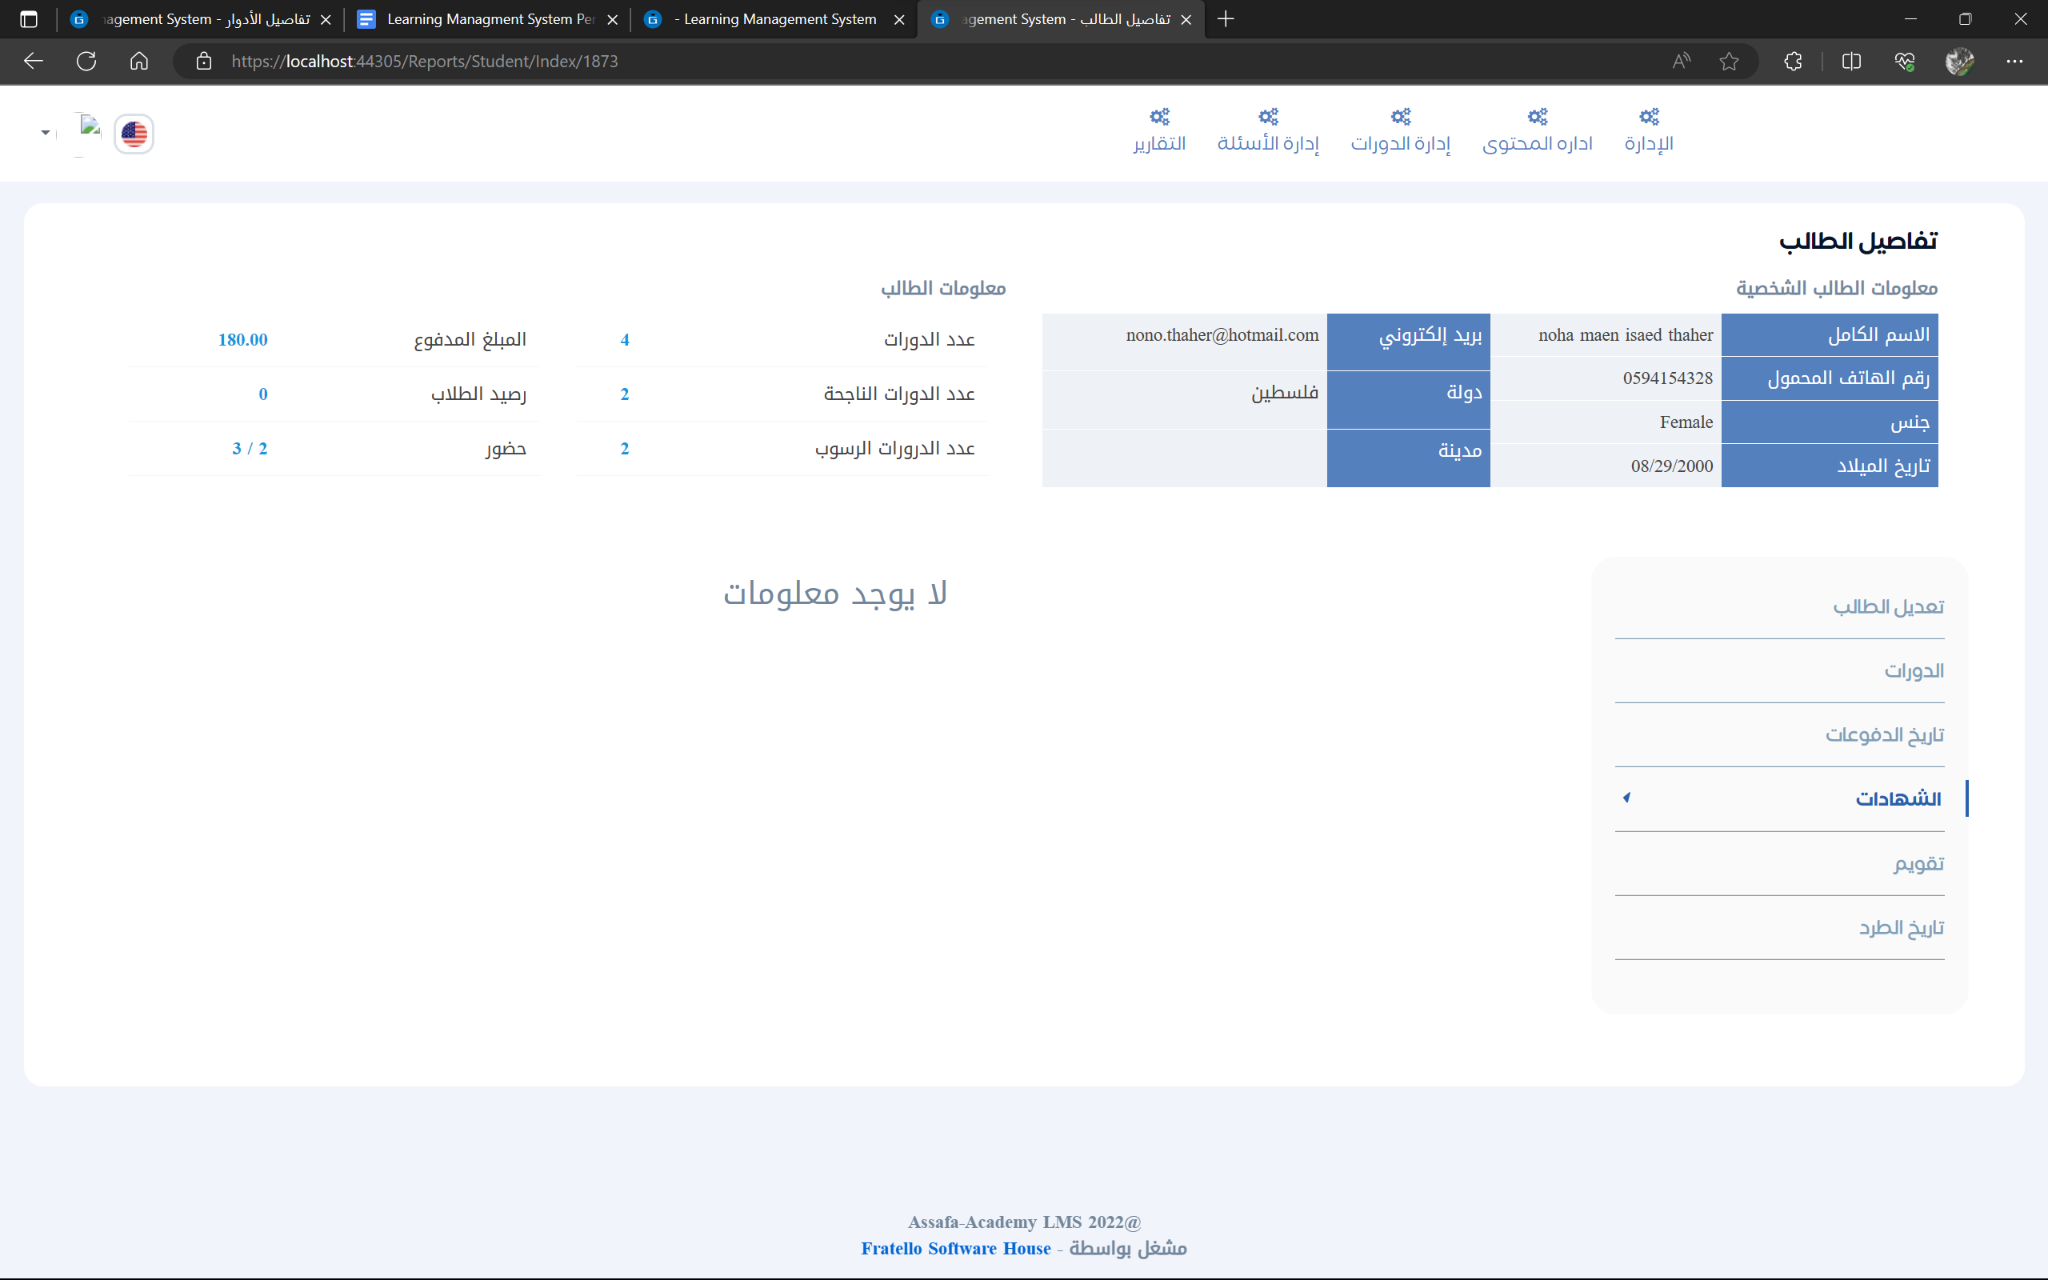 agement System - تفاصيل الأدوار
Learning Managment System Per
- Learning Management System
agement System - تفاصيل الطالب
https://localhost:44305/Reports/Student/Index/1873
الإدارة
اداره المحتوى
إدارة الدورات
إدارة الأسئلة
التقارير
تفاصيل الطالب
معلومات الطالب الشخصية
الاسم الكامل noha maen isaed thaher
رقم الهاتف المحمول 0594154328
جنس Female
تاريخ الميلاد 08/29/2000
بريد إلكتروني nono.thaher@hotmail.com
دولة فلسطين
مدينة
معلومات الطالب
عدد الدورات 4
عدد الدورات الناجحة 2
عدد الدرورات الرسوب 2
المبلغ المدفوع 180.00
رصيد الطلاب 0
حضور 3 / 2
تعديل الطالب
الدورات
تاريخ الدفوعات
الشهادات
تقويم
تاريخ الطرد
لا يوجد معلومات
Assafa-Academy LMS 2022@
مشغل بواسطة - Fratello Software House